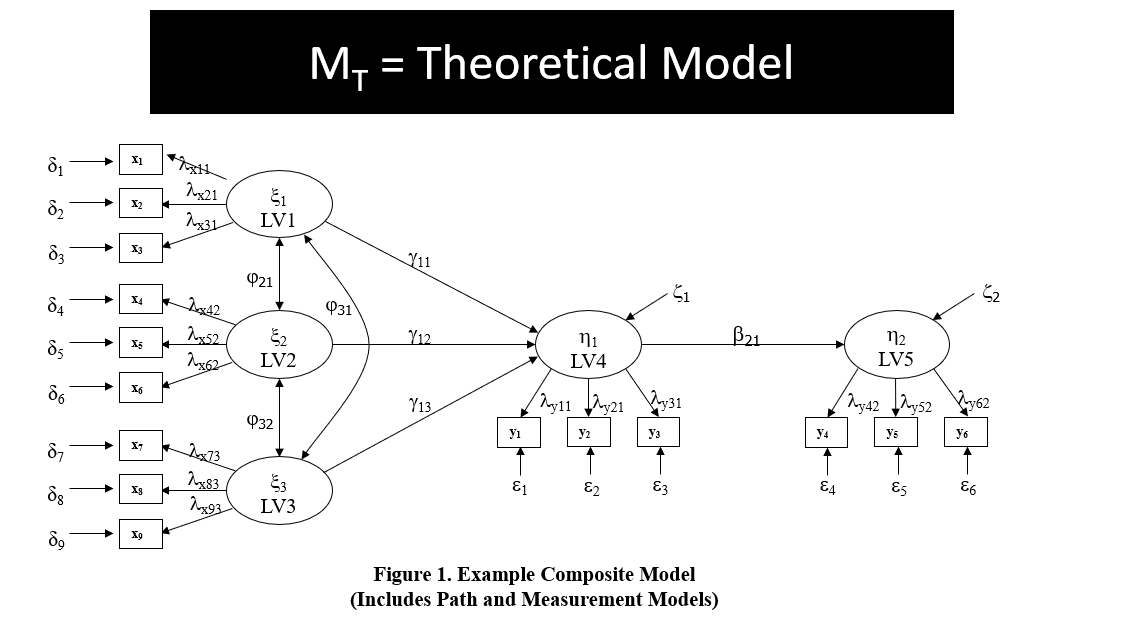 M_T = Theoretical Model
δ₁ x₁ λx11
δ₂ x₂ λx21
δ₃ x₃ λx31
ξ₁
LV1
φ₂₁
φ₃₁
γ₁₁
δ₄ x₄ λx42
δ₅ x₅ λx52
δ₆ x₆ λx62
ξ₂
LV2
γ₁₂
φ₃₂
γ₁₃
δ₇ x₇ λx73
δ₈ x₈ λx83
δ₉ x₉ λx93
ξ₃
LV3
ζ₁
η₁
LV4
β₂₁
λy11 λy21 λy31
y₁ y₂ y₃
ε₁ ε₂ ε₃
ζ₂
η₂
LV5
λy42 λy52 λy62
y₄ y₅ y₆
ε₄ ε₅ ε₆
Figure 1. Example Composite Model
(Includes Path and Measurement Models)